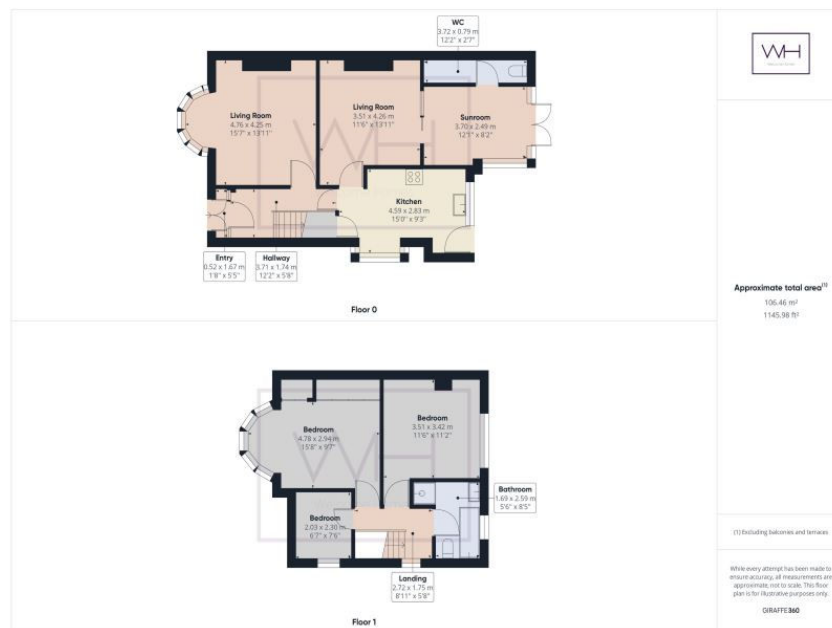 WC
3.72 x 0.79 m
12'2" x 2'7"
WH
Living Room
4.76 x 4.25 m
15'7" x 13'11"
Living Room
3.51 x 4.26 m
11'6" x 13'11"
Sunroom
3.70 x 2.49 m
12'1" x 8'2"
Kitchen
4.59 x 2.83 m
15'0" x 9'3"
Entry
0.52 x 1.67 m
1'8" x 5'5"
Hallway
3.71 x 1.74 m
12'2" x 5'8"
Floor 0
Approximate total area(1)
106.46 m²
1145.98 ft²
Bedroom
4.78 x 2.94 m
15'8" x 9'7"
Bedroom
3.51 x 3.42 m
11'6" x 11'2"
Bathroom
1.69 x 2.59 m
5'6" x 8'5"
Bedroom
2.03 x 2.30 m
6'7" x 7'6"
Landing
2.72 x 1.75 m
8'11" x 5'8"
Floor 1
(1) Excluding balconies and terraces
While every attempt has been made to
ensure accuracy, all measurements are
approximate, not to scale. This floor
plan is for illustrative purposes only.
GIRAFFE360